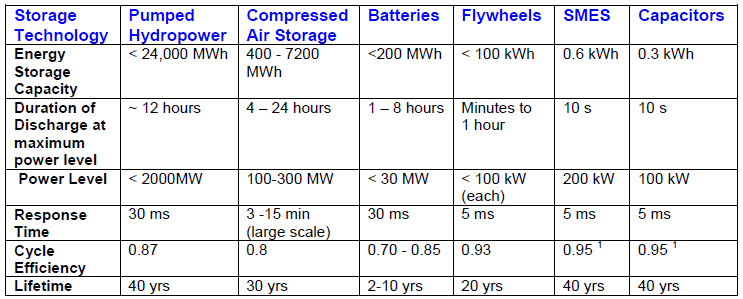 Storage Technology | Pumped Hydropower | Compressed Air Storage | Batteries | Flywheels | SMES | Capacitors
Energy Storage Capacity | < 24,000 MWh | 400 - 7200 MWh | <200 MWh | < 100 kWh | 0.6 kWh | 0.3 kWh
Duration of Discharge at maximum power level | ~ 12 hours | 4 – 24 hours | 1 – 8 hours | Minutes to 1 hour | 10 s | 10 s
Power Level | < 2000MW | 100-300 MW | < 30 MW | < 100 kW (each) | 200 kW | 100 kW
Response Time | 30 ms | 3 -15 min (large scale) | 30 ms | 5 ms | 5 ms | 5 ms
Cycle Efficiency | 0.87 | 0.8 | 0.70 - 0.85 | 0.93 | 0.95 1 | 0.95 1
Lifetime | 40 yrs | 30 yrs | 2-10 yrs | 20 yrs | 40 yrs | 40 yrs